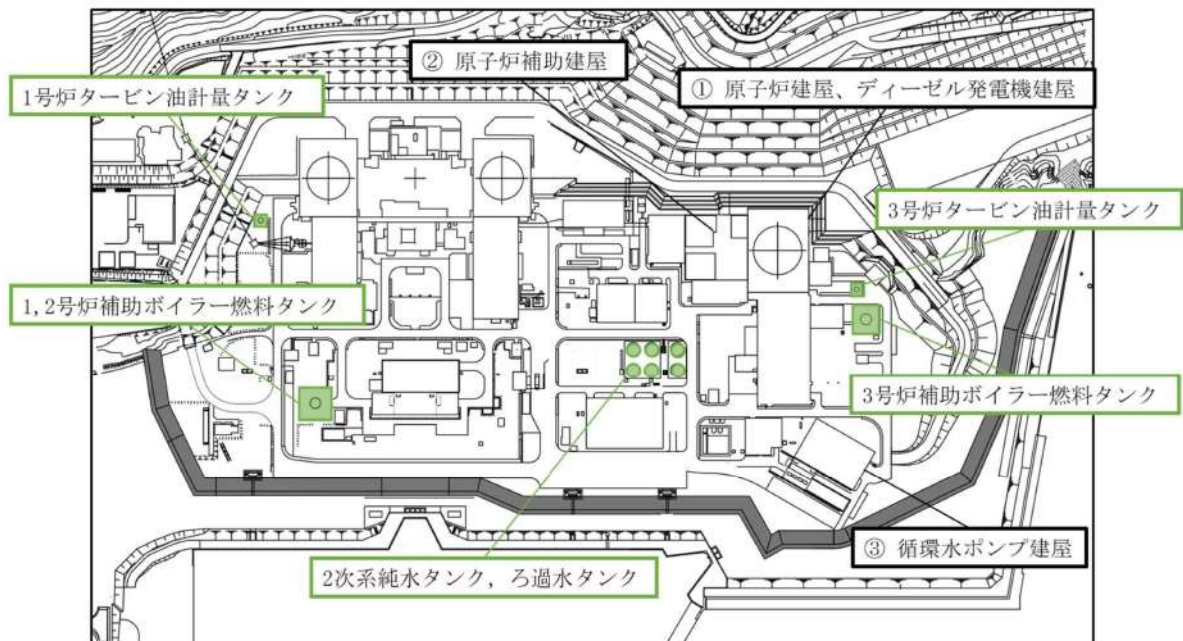 ② 原子炉補助建屋
① 原子炉建屋、ディーゼル発電機建屋
1号炉タービン油計量タンク
3号炉タービン油計量タンク
1,2号炉補助ボイラー燃料タンク
3号炉補助ボイラー燃料タンク
③ 循環水ポンプ建屋
2次系純水タンク，ろ過水タンク